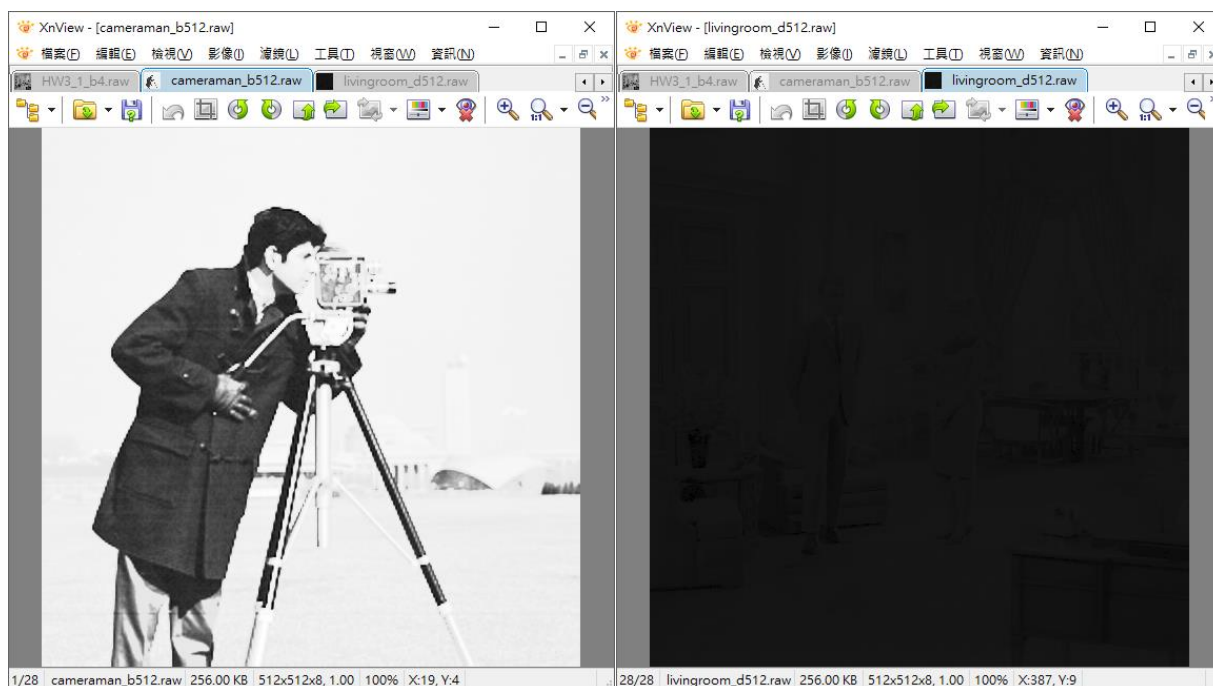 XnView - [cameraman_b512.raw]
檔案(F) 編輯(E) 檢視(V) 影像(I) 濾鏡(L) 工具(T) 視窗(W) 資訊(N)
HW3_1_b4.raw cameraman_b512.raw livingroom_d512.raw
1:1
1/28 cameraman_b512.raw 256.00 KB 512x512x8, 1.00 100% X:19, Y:4
XnView - [livingroom_d512.raw]
檔案(F) 編輯(E) 檢視(V) 影像(I) 濾鏡(L) 工具(T) 視窗(W) 資訊(N)
HW3_1_b4.raw cameraman_b512.raw livingroom_d512.raw
1:1
28/28 livingroom_d512.raw 256.00 KB 512x512x8, 1.00 100% X:387, Y:9